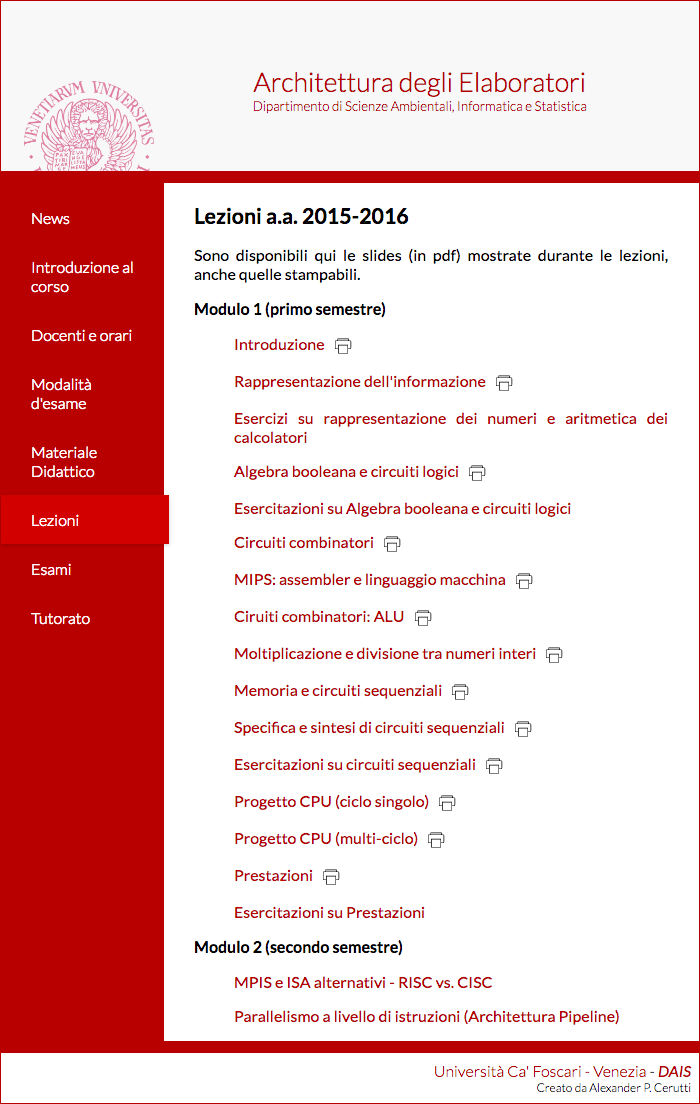 VENETIARVM VNIVERSITAS
Architettura degli Elaboratori
Dipartimento di Scienze Ambientali, Informatica e Statistica
News
Introduzione al
corso
Docenti e orari
Modalità
d'esame
Materiale
Didattico
Lezioni
Esami
Tutorato
Lezioni a.a. 2015-2016
Sono disponibili qui le slides (in pdf) mostrate durante le lezioni,
anche quelle stampabili.
Modulo 1 (primo semestre)
Introduzione
Rappresentazione dell'informazione
Esercizi su rappresentazione dei numeri e aritmetica dei
calcolatori
Algebra booleana e circuiti logici
Esercitazioni su Algebra booleana e circuiti logici
Circuiti combinatori
MIPS: assembler e linguaggio macchina
Ciruiti combinatori: ALU
Moltiplicazione e divisione tra numeri interi
Memoria e circuiti sequenziali
Specifica e sintesi di circuiti sequenziali
Esercitazioni su circuiti sequenziali
Progetto CPU (ciclo singolo)
Progetto CPU (multi-ciclo)
Prestazioni
Esercitazioni su Prestazioni
Modulo 2 (secondo semestre)
MPIS e ISA alternativi - RISC vs. CISC
Parallelismo a livello di istruzioni (Architettura Pipeline)
Università Ca' Foscari - Venezia - DAIS
Creato da Alexander P. Cerutti